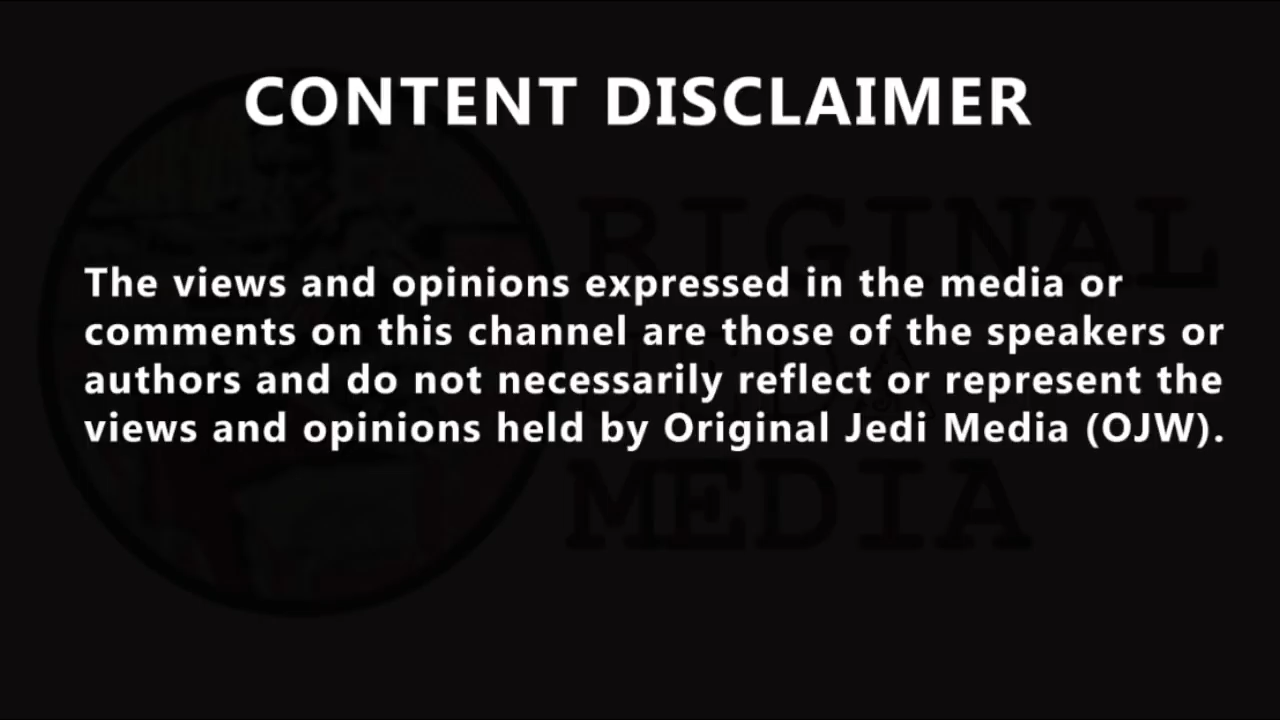 CONTENT DISCLAIMER
RIGINAL
The views and opinions expressed in the media or
comments on this channel are those of the speakers or
authors and do not necessarily reflect or represent the
views and opinions held by Original Jedi Media (OJW).
MEDIA